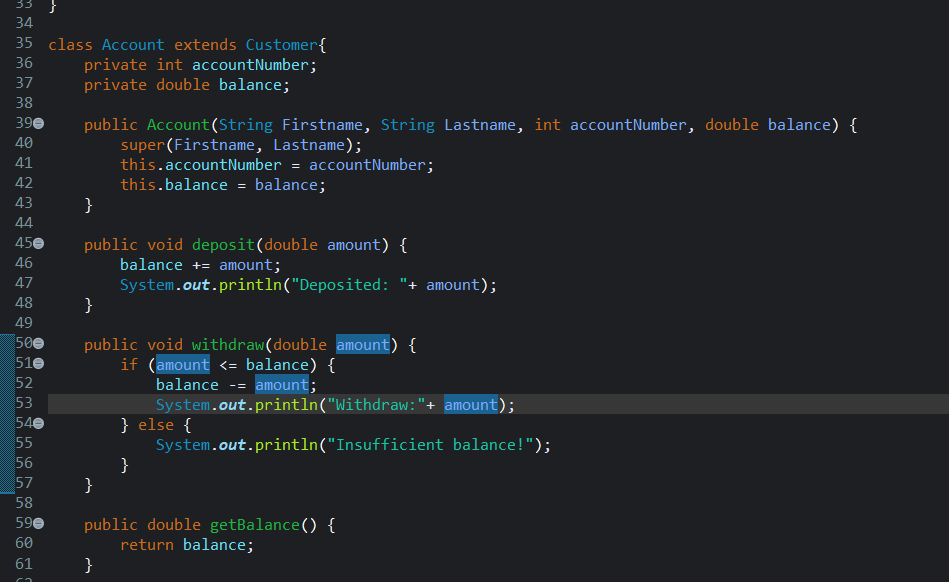 33 }
34
35 class Account extends Customer{
36     private int accountNumber;
37     private double balance;
38
39     public Account(String Firstname, String Lastname, int accountNumber, double balance) {
40         super(Firstname, Lastname);
41         this.accountNumber = accountNumber;
42         this.balance = balance;
43     }
44
45     public void deposit(double amount) {
46         balance += amount;
47         System.out.println("Deposited: "+ amount);
48     }
49
50     public void withdraw(double amount) {
51         if (amount <= balance) {
52             balance -= amount;
53             System.out.println("Withdraw:"+ amount);
54         } else {
55             System.out.println("Insufficient balance!");
56         }
57     }
58
59     public double getBalance() {
60         return balance;
61     }